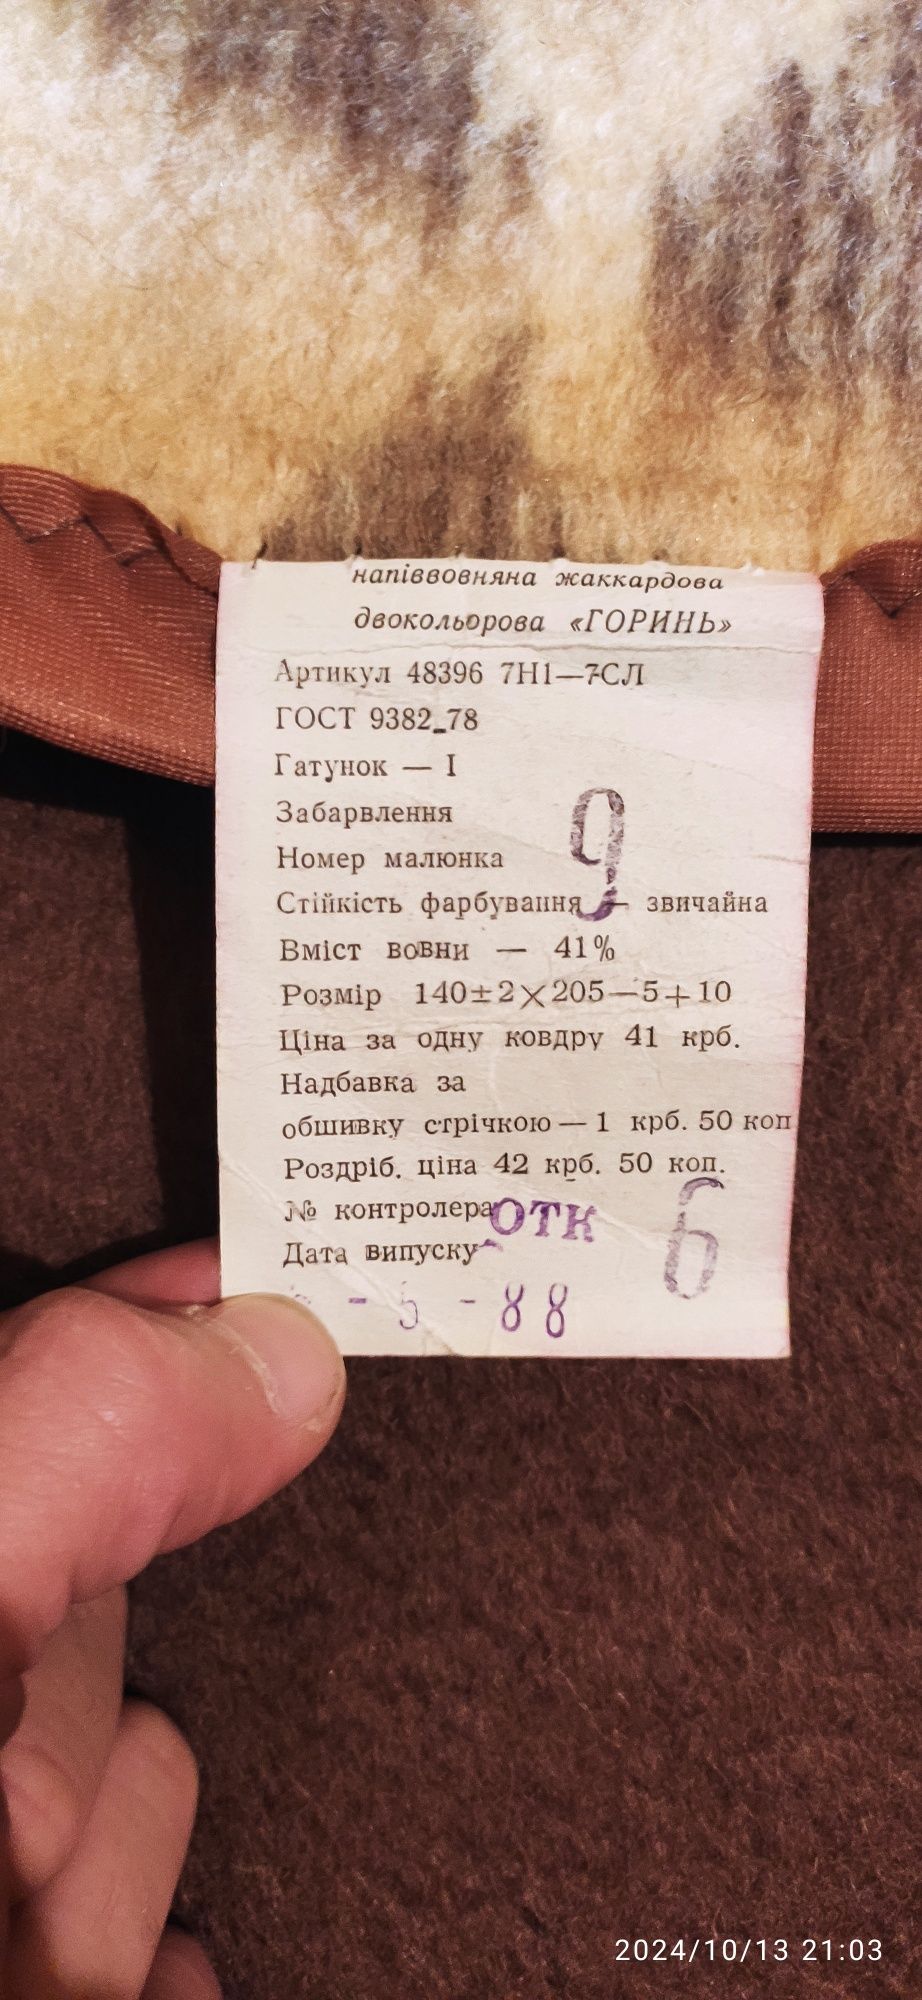 напіввовняна жаккардова
двокольорова «ГОРИНЬ»
Артикул 48396 7Н1—7СЛ
ГОСТ 9382-78
Гатунок — І
Забарвлення
Номер малюнка 9
Стійкість фарбування — звичайна
Вміст вовни — 41%
Розмір 140±2×205—5+10
Ціна за одну ковдру 41 крб.
Надбавка за
обшивку стрічкою — 1 крб. 50 коп
Роздріб. ціна 42 крб. 50 коп.
№ контролера ОТК 6
Дата випуску
- 5 - 88
2024/10/13 21:03